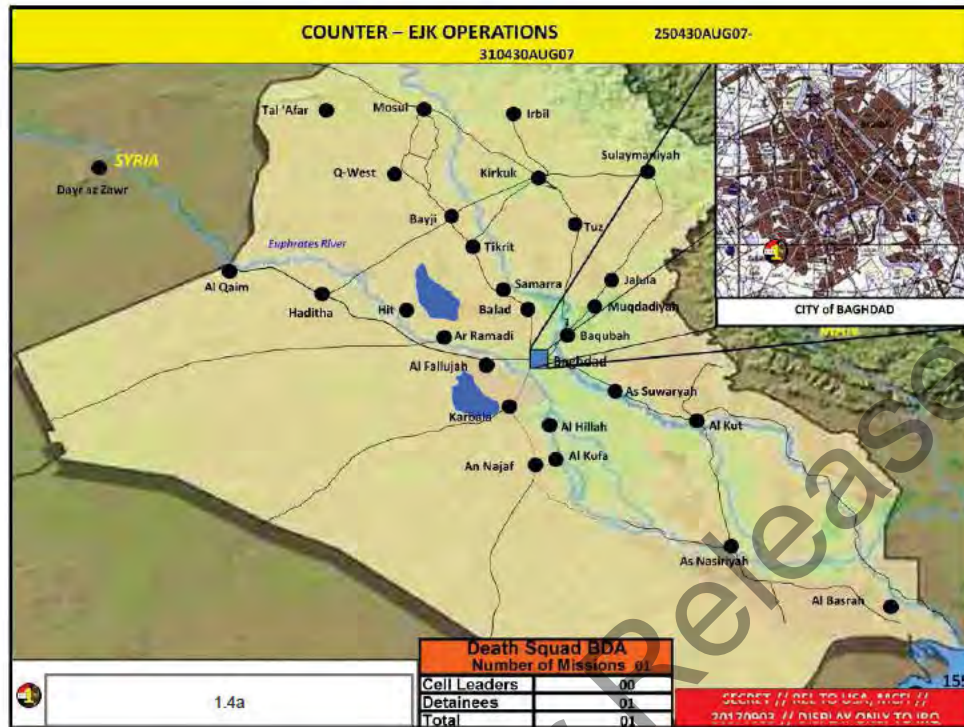 COUNTER – EJK OPERATIONS 250430AUG07-
310430AUG07
Tal 'Afar
Mosul
Irbil
Sulaymaniyah
SYRIA
Dayr az Zawr
Q-West
Kirkuk
Bayji
Tuz
Euphrates River
Tikrit
Al Qaim
Samarra
Jalula
Haditha
Hit
Balad
Muqdadiyah
CITY of BAGHDAD
Ar Ramadi
Baqubah
Al Fallujah
Baghdad
As Suwaryah
Karbala
Al Hillah
Al Kut
An Najaf
Al Kufa
As Nasiriyah
Al Basrah
Death Squad BDA
Number of Missions 01
Cell Leaders 00
Detainees 01
Total 01
1
1.4a
155
SECRET // REL TO USA, MCFI //
20170903 // DISPLAY ONLY TO IRQ
Release